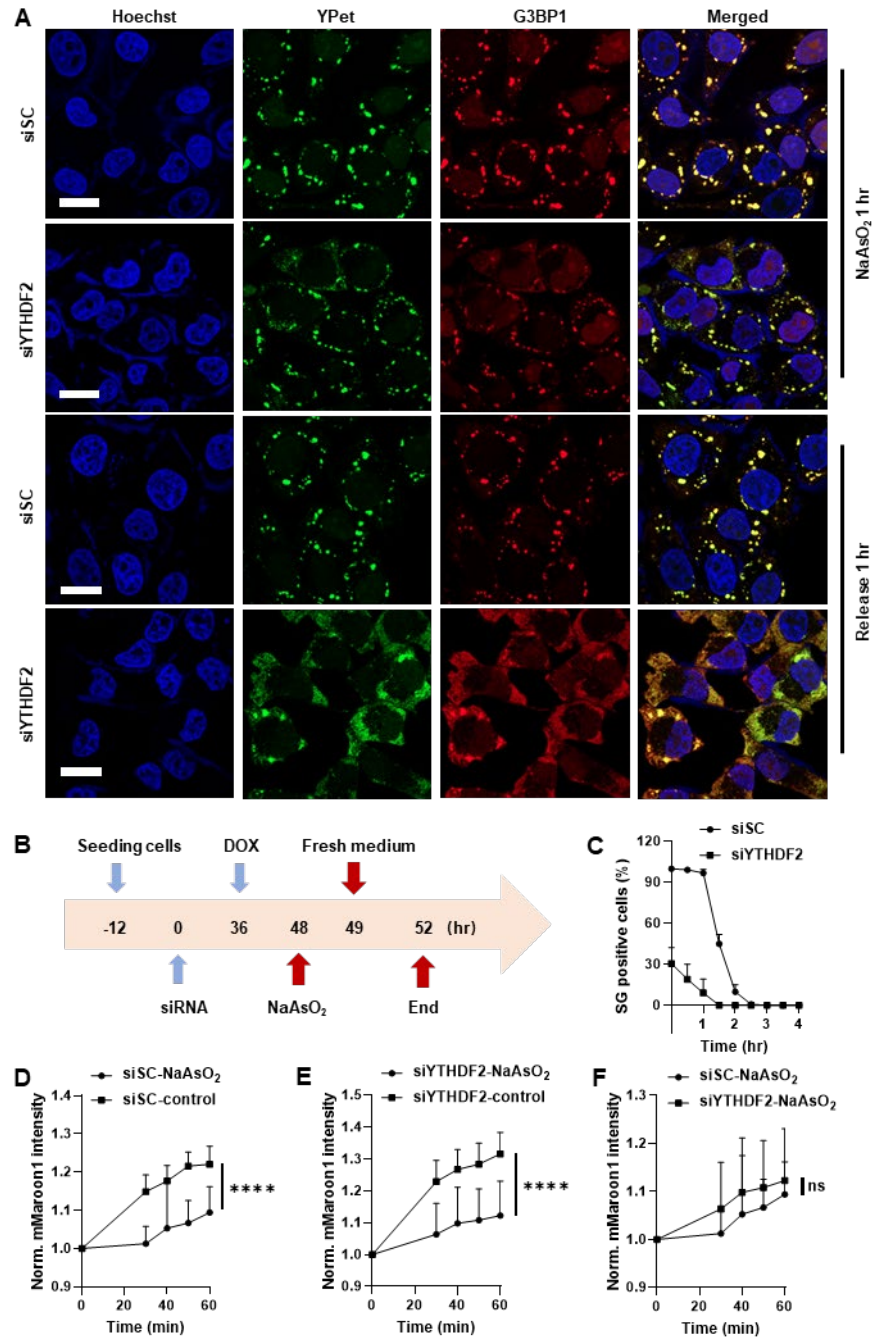 A
Hoechst YPet G3BP1 Merged
siSC
siYTHDF2
NaAsO₂ 1 hr
siSC
siYTHDF2
Release 1 hr
B
Seeding cells DOX Fresh medium
-12 0 36 48 49 52 (hr)
siRNA NaAsO₂ End
C
siSC
siYTHDF2
SG positive cells (%)
120
90
60
30
0
1 2 3 4
Time (hr)
D
siSC-NaAsO₂
siSC-control
Norm. mMaroon1 intensity
1.4
1.3
1.2
1.1
1.0
0.9
****
0 20 40 60
Time (min)
E
siYTHDF2-NaAsO₂
siYTHDF2-control
Norm. mMaroon1 intensity
1.5
1.4
1.3
1.2
1.1
1.0
0.9
****
0 20 40 60
Time (min)
F
siSC-NaAsO₂
siYTHDF2-NaAsO₂
Norm. mMaroon1 intensity
1.3
1.2
1.1
1.0
0.9
ns
0 20 40 60
Time (min)